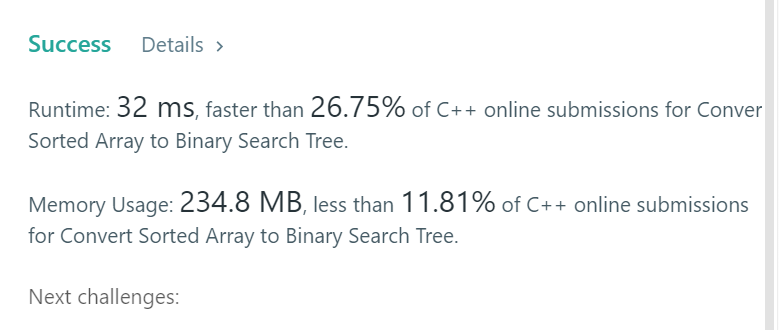 Success Details >
Runtime: 32 ms, faster than 26.75% of C++ online submissions for Conver
Sorted Array to Binary Search Tree.
Memory Usage: 234.8 MB, less than 11.81% of C++ online submissions
for Convert Sorted Array to Binary Search Tree.
Next challenges: